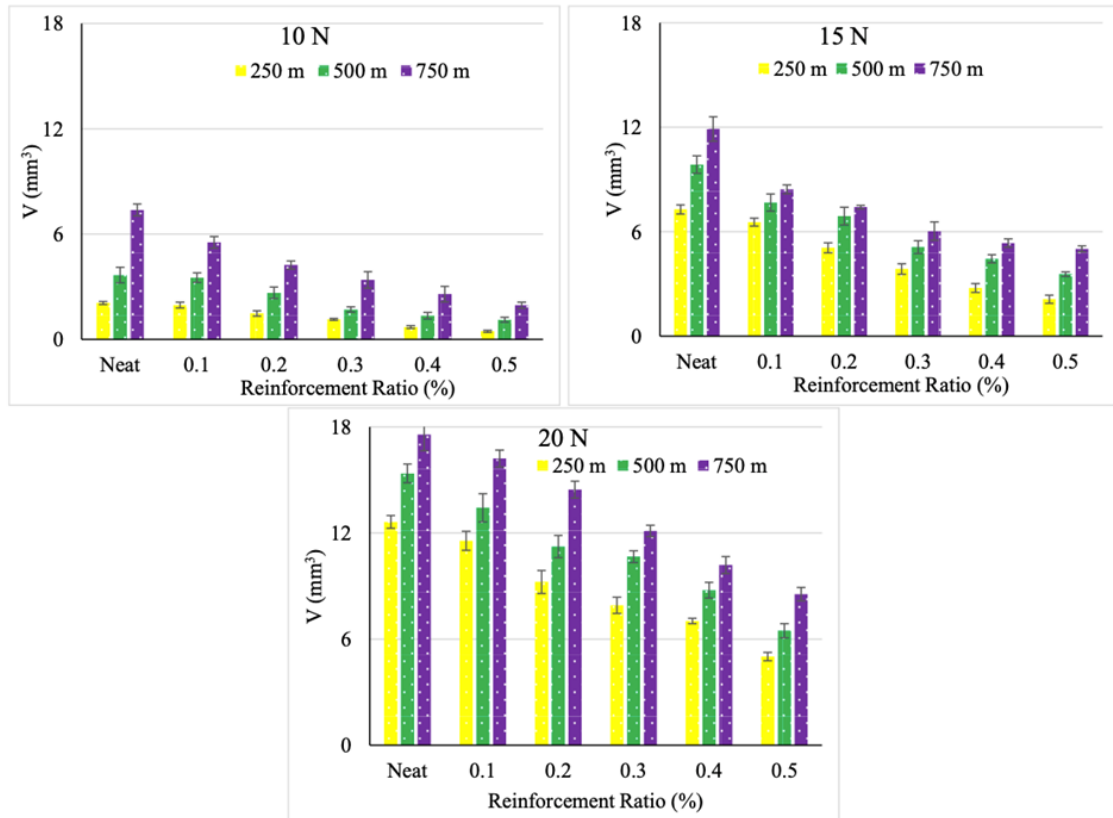 10 N
250 m 500 m 750 m
V (mm³)
18
12
6
0
Neat 0.1 0.2 0.3 0.4 0.5
Reinforcement Ratio (%)
15 N
250 m 500 m 750 m
V (mm³)
18
12
6
0
Neat 0.1 0.2 0.3 0.4 0.5
Reinforcement Ratio (%)
20 N
250 m 500 m 750 m
V (mm³)
18
12
6
0
Neat 0.1 0.2 0.3 0.4 0.5
Reinforcement Ratio (%)